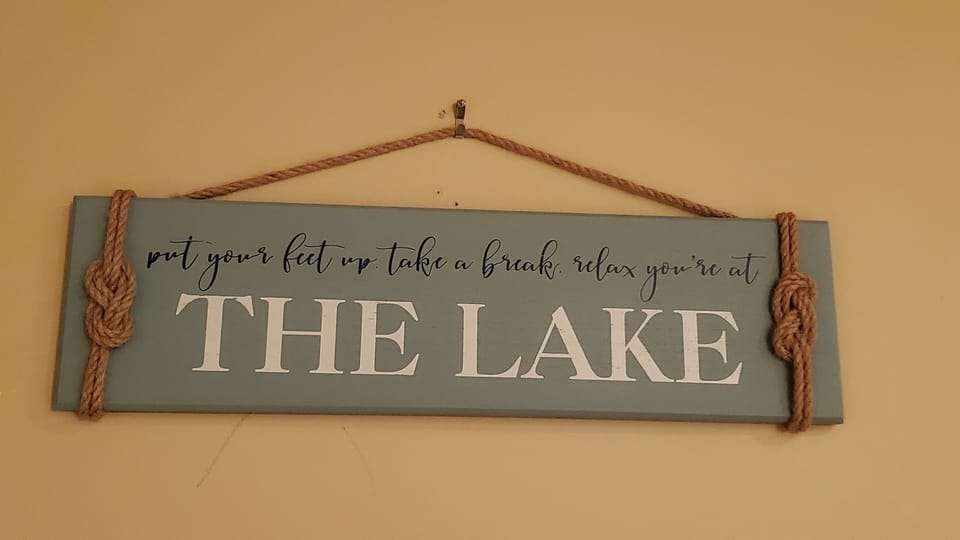 put your feet up. take a break. relax you're at
THE LAKE